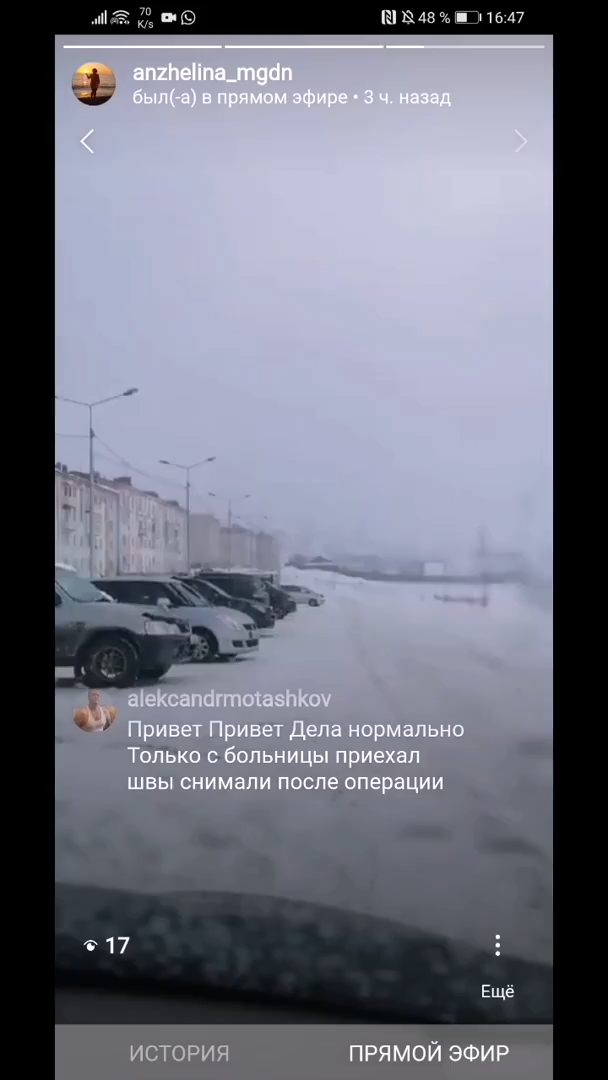 70
K/s
48 %
16:47
anzhelina_mgdn
был(-а) в прямом эфире • 3 ч. назад
alekcandrmotashkov
Привет Привет Дела нормально
Только с больницы приехал
швы снимали после операции
17
Ещё
ИСТОРИЯ
ПРЯМОЙ ЭФИР